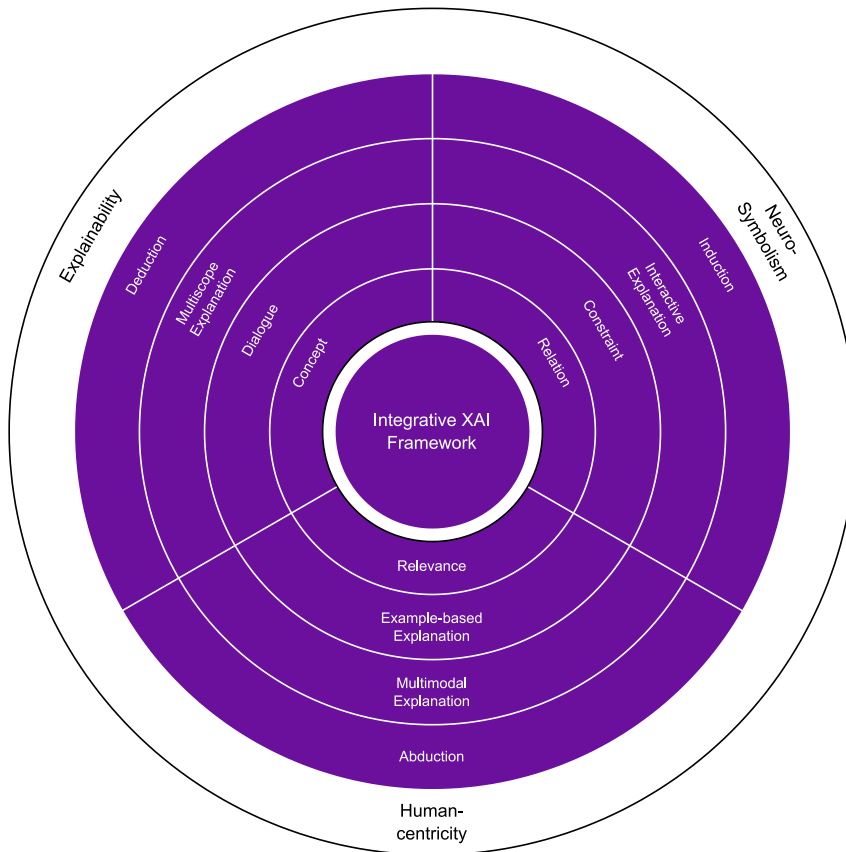 Explainability
Neuro-
Symbolism
Deduction
Induction
Multiscope
Explanation
Interactive
Explanation
Dialogue
Constraint
Concept
Relation
Integrative XAI
Framework
Relevance
Example-based
Explanation
Multimodal
Explanation
Abduction
Human-
centricity